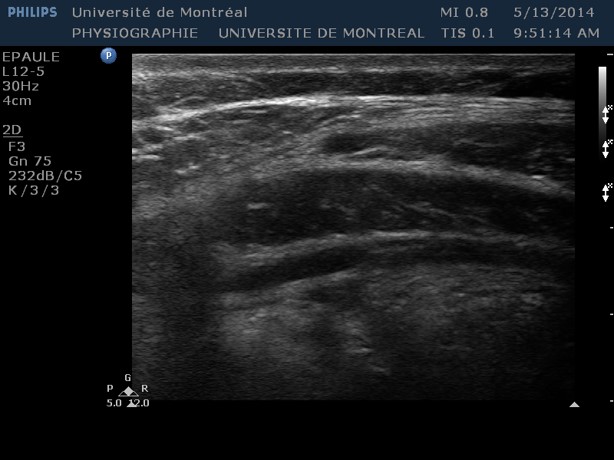 PHILIPS Université de Montréal MI 0.8 5/13/2014
PHYSIOGRAPHIE UNIVERSITE DE MONTREAL TIS 0.1 9:51:14 AM
EPAULE
L12-5
30Hz
4cm
2D
F3
Gn 75
232dB/C5
K/3/3
P
G
P R
5.0 12.0